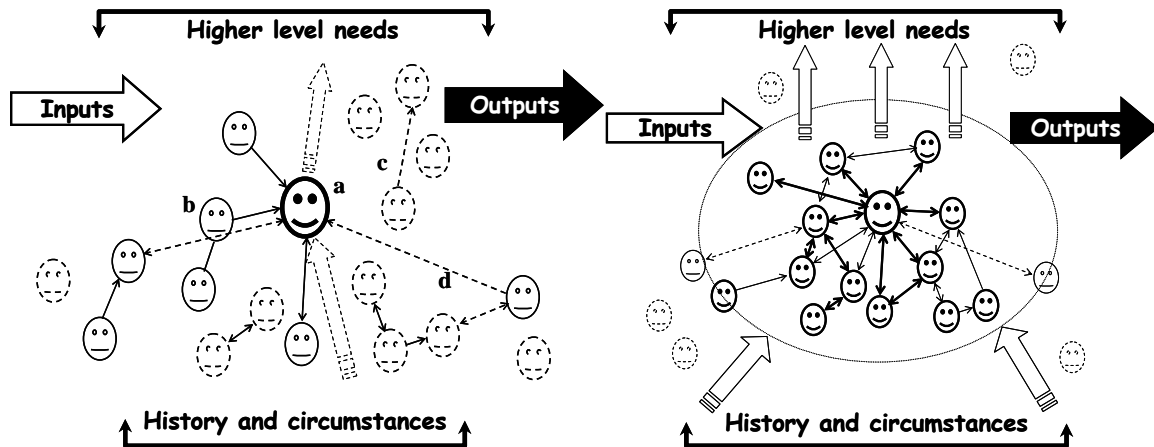 Higher level needs
Inputs
Outputs
a
b
c
d
History and circumstances
Higher level needs
Inputs
Outputs
History and circumstances